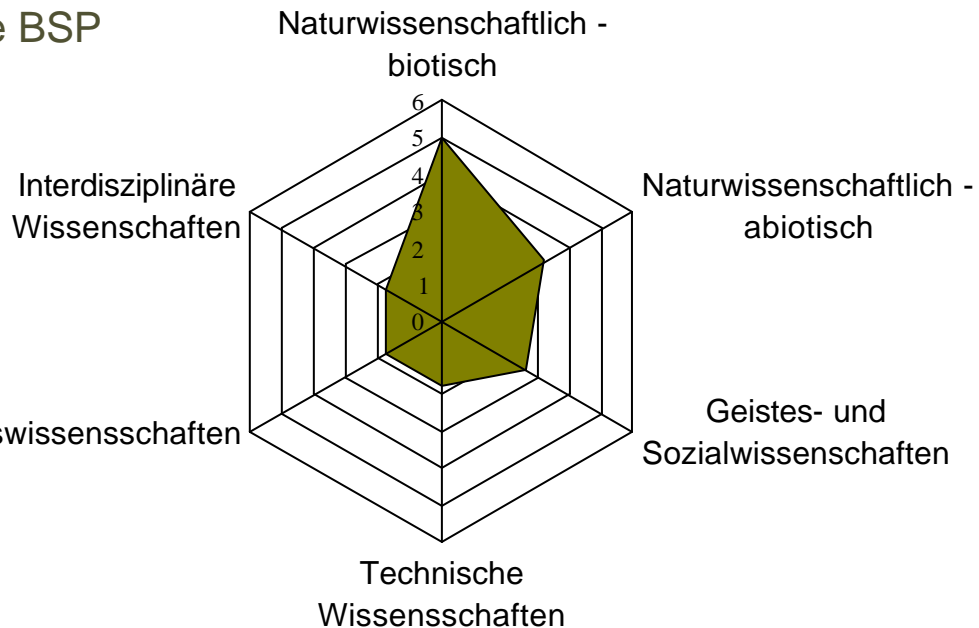 e BSP
Naturwissenschaftlich -
biotisch
6
5
4
3
2
1
0
Interdisziplinäre
Wissenschaften
Naturwissenschaftlich -
abiotisch
swissensschaften
Geistes- und
Sozialwissenschaften
Technische
Wissensschaften